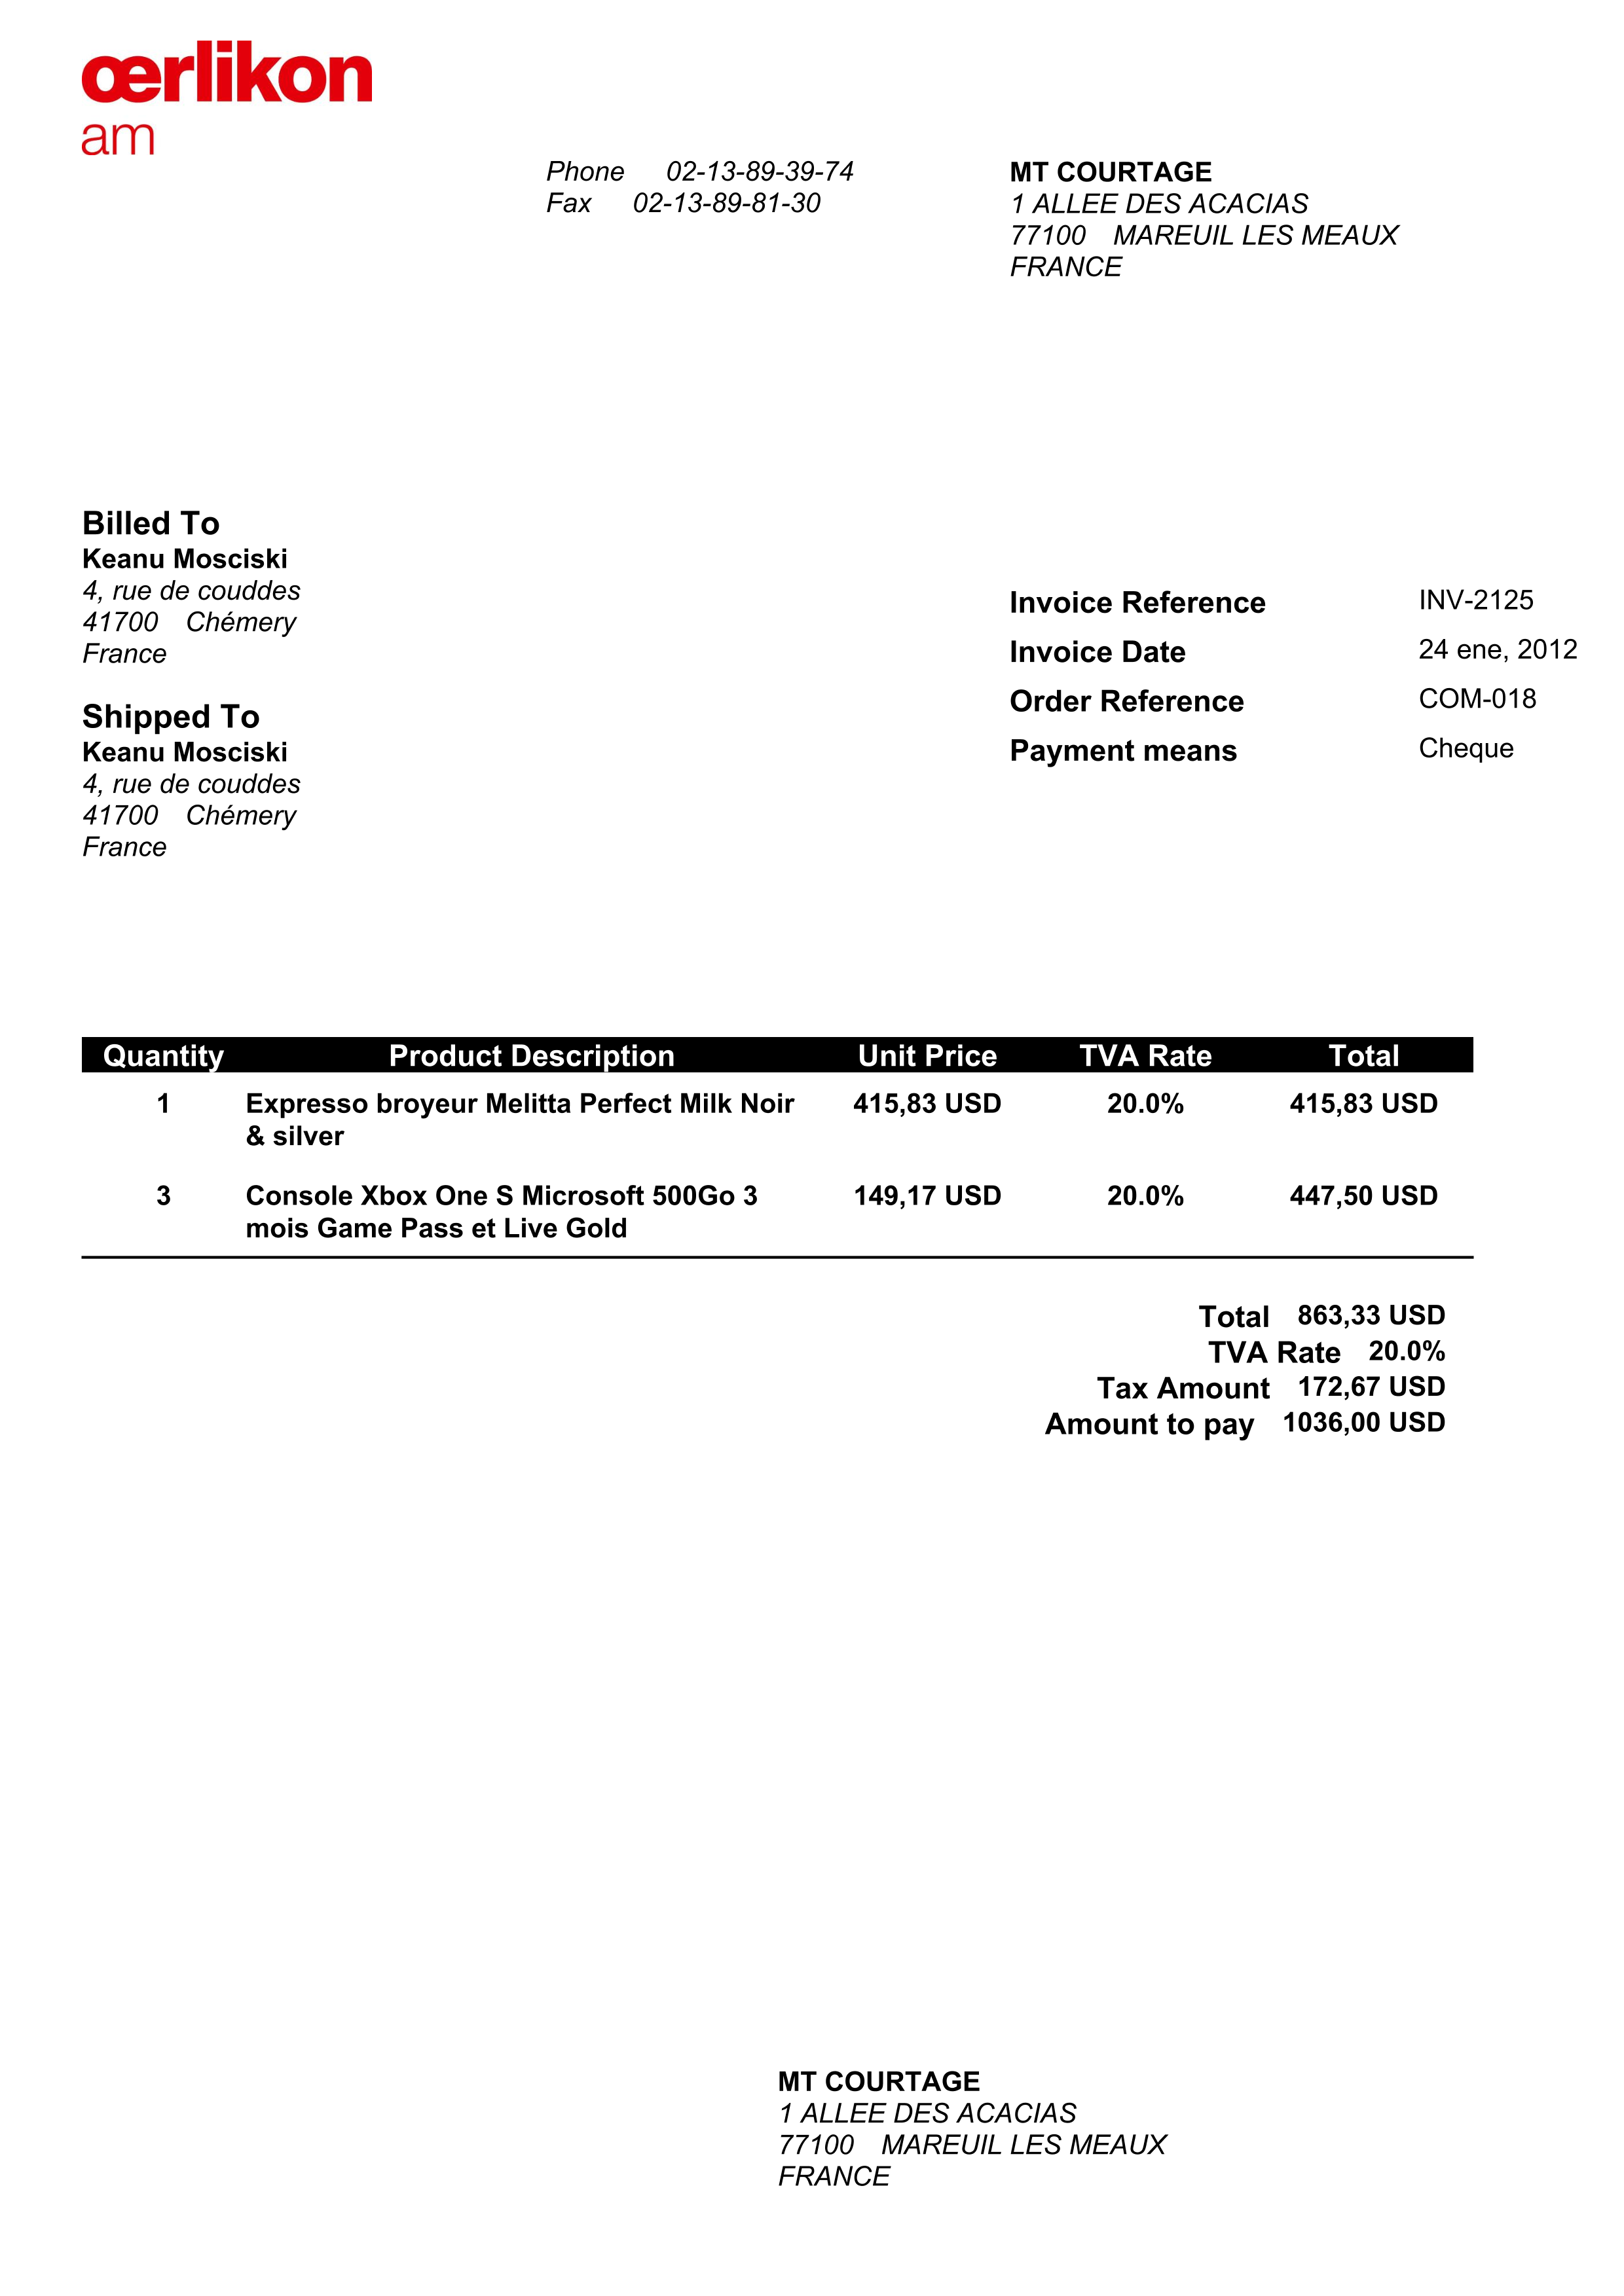 œrlikon
am
Phone 02-13-89-39-74
Fax 02-13-89-81-30
MT COURTAGE
1 ALLEE DES ACACIAS
77100 MAREUIL LES MEAUX
FRANCE
Billed To
Keanu Mosciski
4, rue de couddes
41700 Chémery
France
Shipped To
Keanu Mosciski
4, rue de couddes
41700 Chémery
France
Invoice Reference INV-2125
Invoice Date 24 ene, 2012
Order Reference COM-018
Payment means Cheque
Quantity Product Description Unit Price TVA Rate Total
1 Expresso broyeur Melitta Perfect Milk Noir 415,83 USD 20.0% 415,83 USD
& silver
3 Console Xbox One S Microsoft 500Go 3 149,17 USD 20.0% 447,50 USD
mois Game Pass et Live Gold
Total 863,33 USD
TVA Rate 20.0%
Tax Amount 172,67 USD
Amount to pay 1036,00 USD
MT COURTAGE
1 ALLEE DES ACACIAS
77100 MAREUIL LES MEAUX
FRANCE